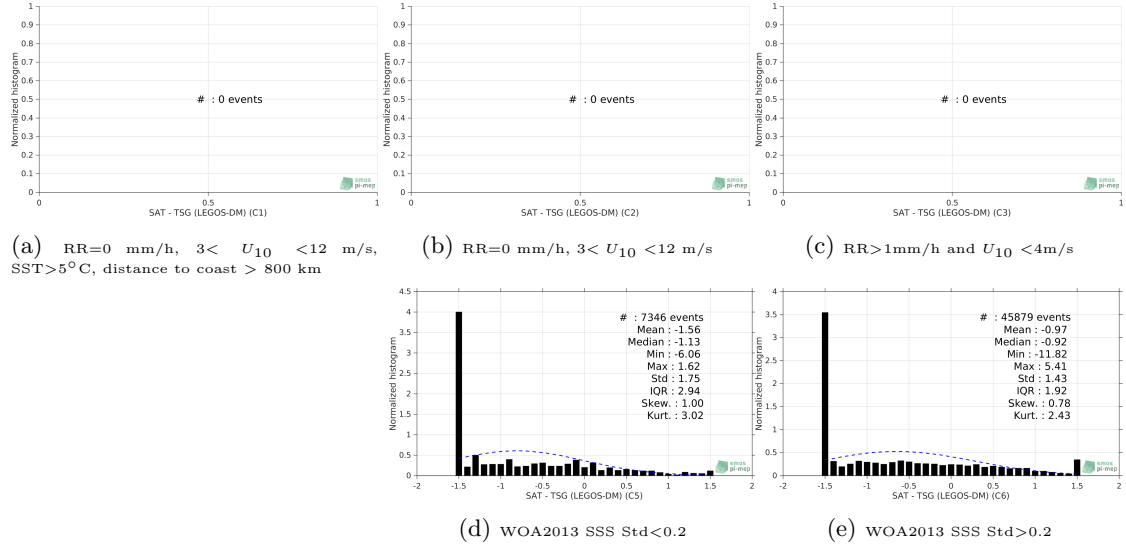 Normalized histogram
1
0.9
0.8
0.7
0.6
0.5
0.4
0.3
0.2
0.1
0
# : 0 events
smos
pi-mep
0 0.5 1
SAT - TSG (LEGOS-DM) (C1)
(a) RR=0 mm/h, 3< U10 <12 m/s,
SST>5°C, distance to coast > 800 km
Normalized histogram
1
0.9
0.8
0.7
0.6
0.5
0.4
0.3
0.2
0.1
0
# : 0 events
smos
pi-mep
0 0.5 1
SAT - TSG (LEGOS-DM) (C2)
(b) RR=0 mm/h, 3< U10 <12 m/s
Normalized histogram
1
0.9
0.8
0.7
0.6
0.5
0.4
0.3
0.2
0.1
0
# : 0 events
smos
pi-mep
0 0.5 1
SAT - TSG (LEGOS-DM) (C3)
(c) RR>1mm/h and U10 <4m/s
Normalized histogram
4.5
4
3.5
3
2.5
2
1.5
1
0.5
0
# : 7346 events
Mean : -1.56
Median : -1.13
Min : -6.06
Max : 1.62
Std : 1.75
IQR : 2.94
Skew. : 1.00
Kurt. : 3.02
smos
pi-mep
-2 -1.5 -1 -0.5 0 0.5 1 1.5 2
SAT - TSG (LEGOS-DM) (C5)
(d) WOA2013 SSS Std<0.2
Normalized histogram
4
3.5
3
2.5
2
1.5
1
0.5
0
# : 45879 events
Mean : -0.97
Median : -0.92
Min : -11.82
Max : 5.41
Std : 1.43
IQR : 1.92
Skew. : 0.78
Kurt. : 2.43
smos
pi-mep
-2 -1.5 -1 -0.5 0 0.5 1 1.5 2
SAT - TSG (LEGOS-DM) (C6)
(e) WOA2013 SSS Std>0.2